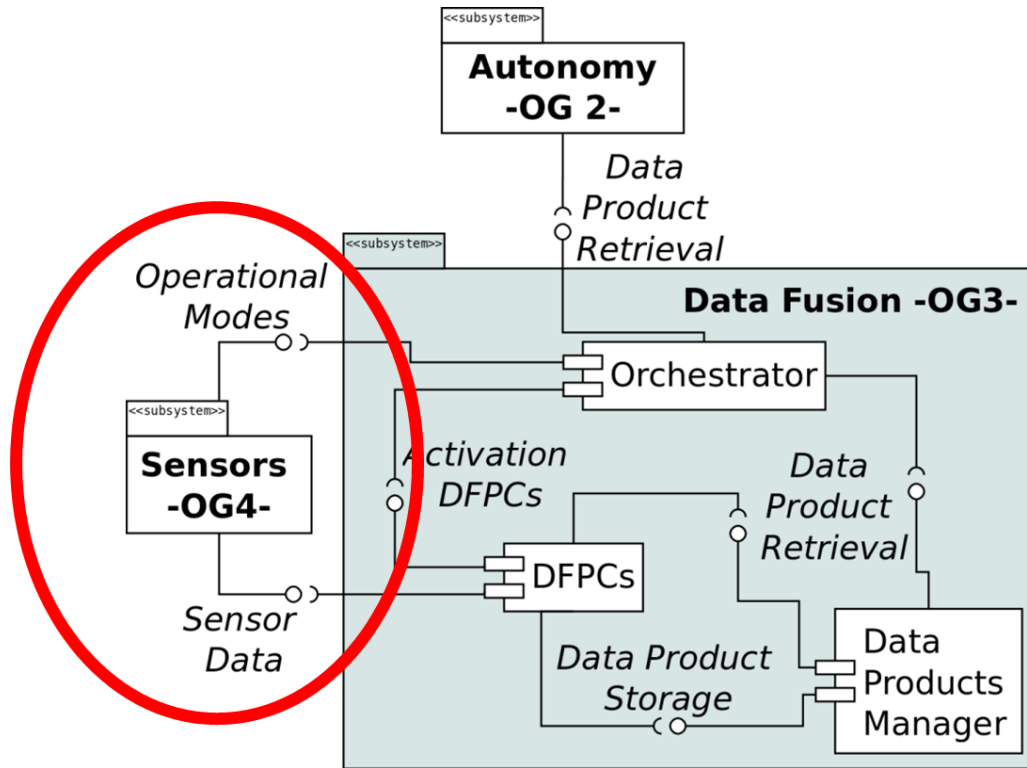 <<subsystem>>
Autonomy
-OG 2-
Data
Product
Retrieval
<<subsystem>>
Data Fusion -OG3-
Operational
Modes
Orchestrator
<<subsystem>>
Sensors
-OG4-
Activation
DFPCs
Data
Product
Retrieval
DFPCs
Sensor
Data
Data Product
Storage
Data
Products
Manager